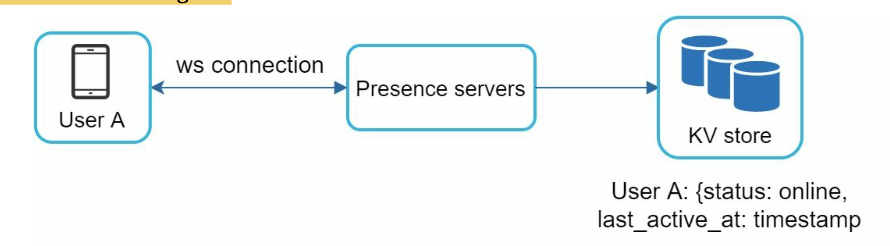 ws connection
User A
Presence servers
KV store
User A: {status: online,
last_active_at: timestamp